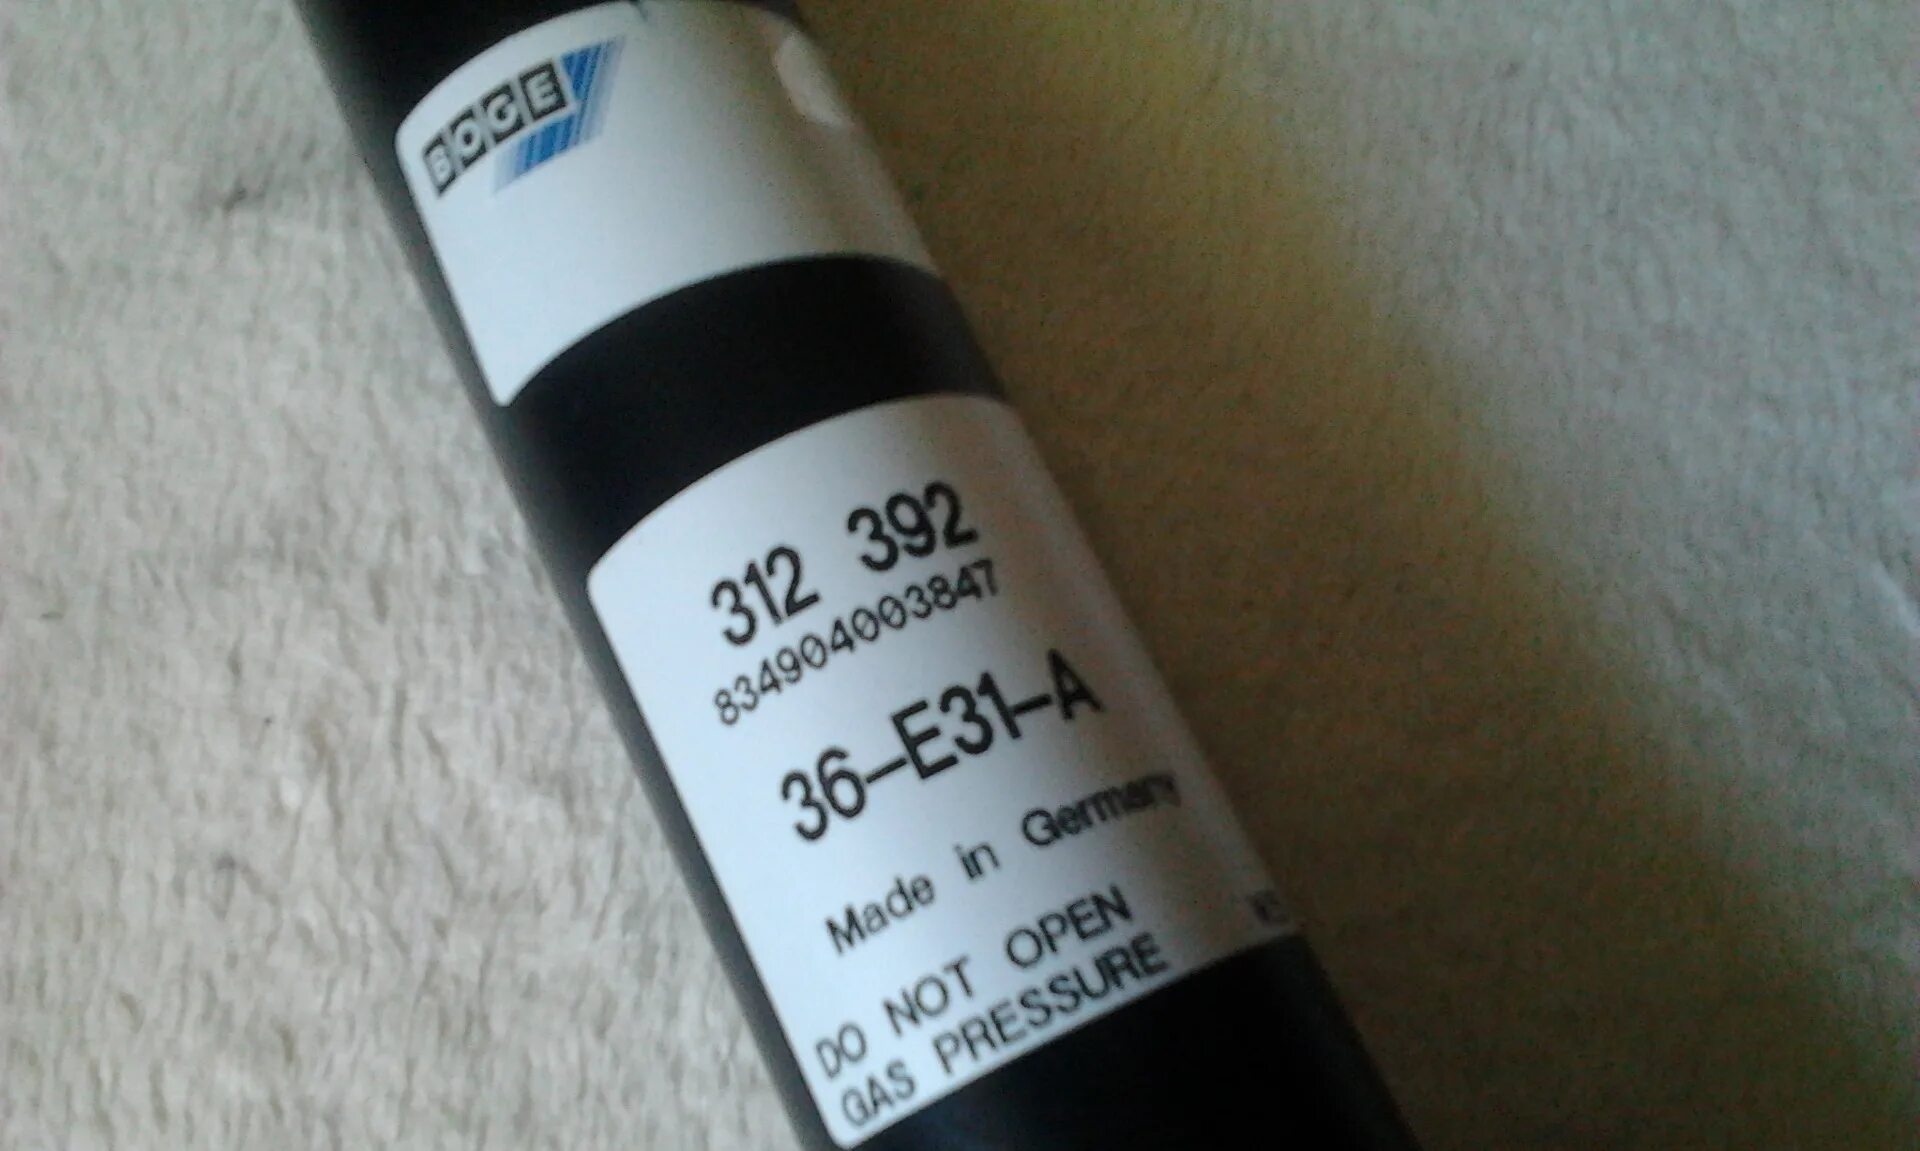 BOGE
312 392
834904003847
36-E31-A
Made in Germany
DO NOT OPEN
GAS PRESSURE